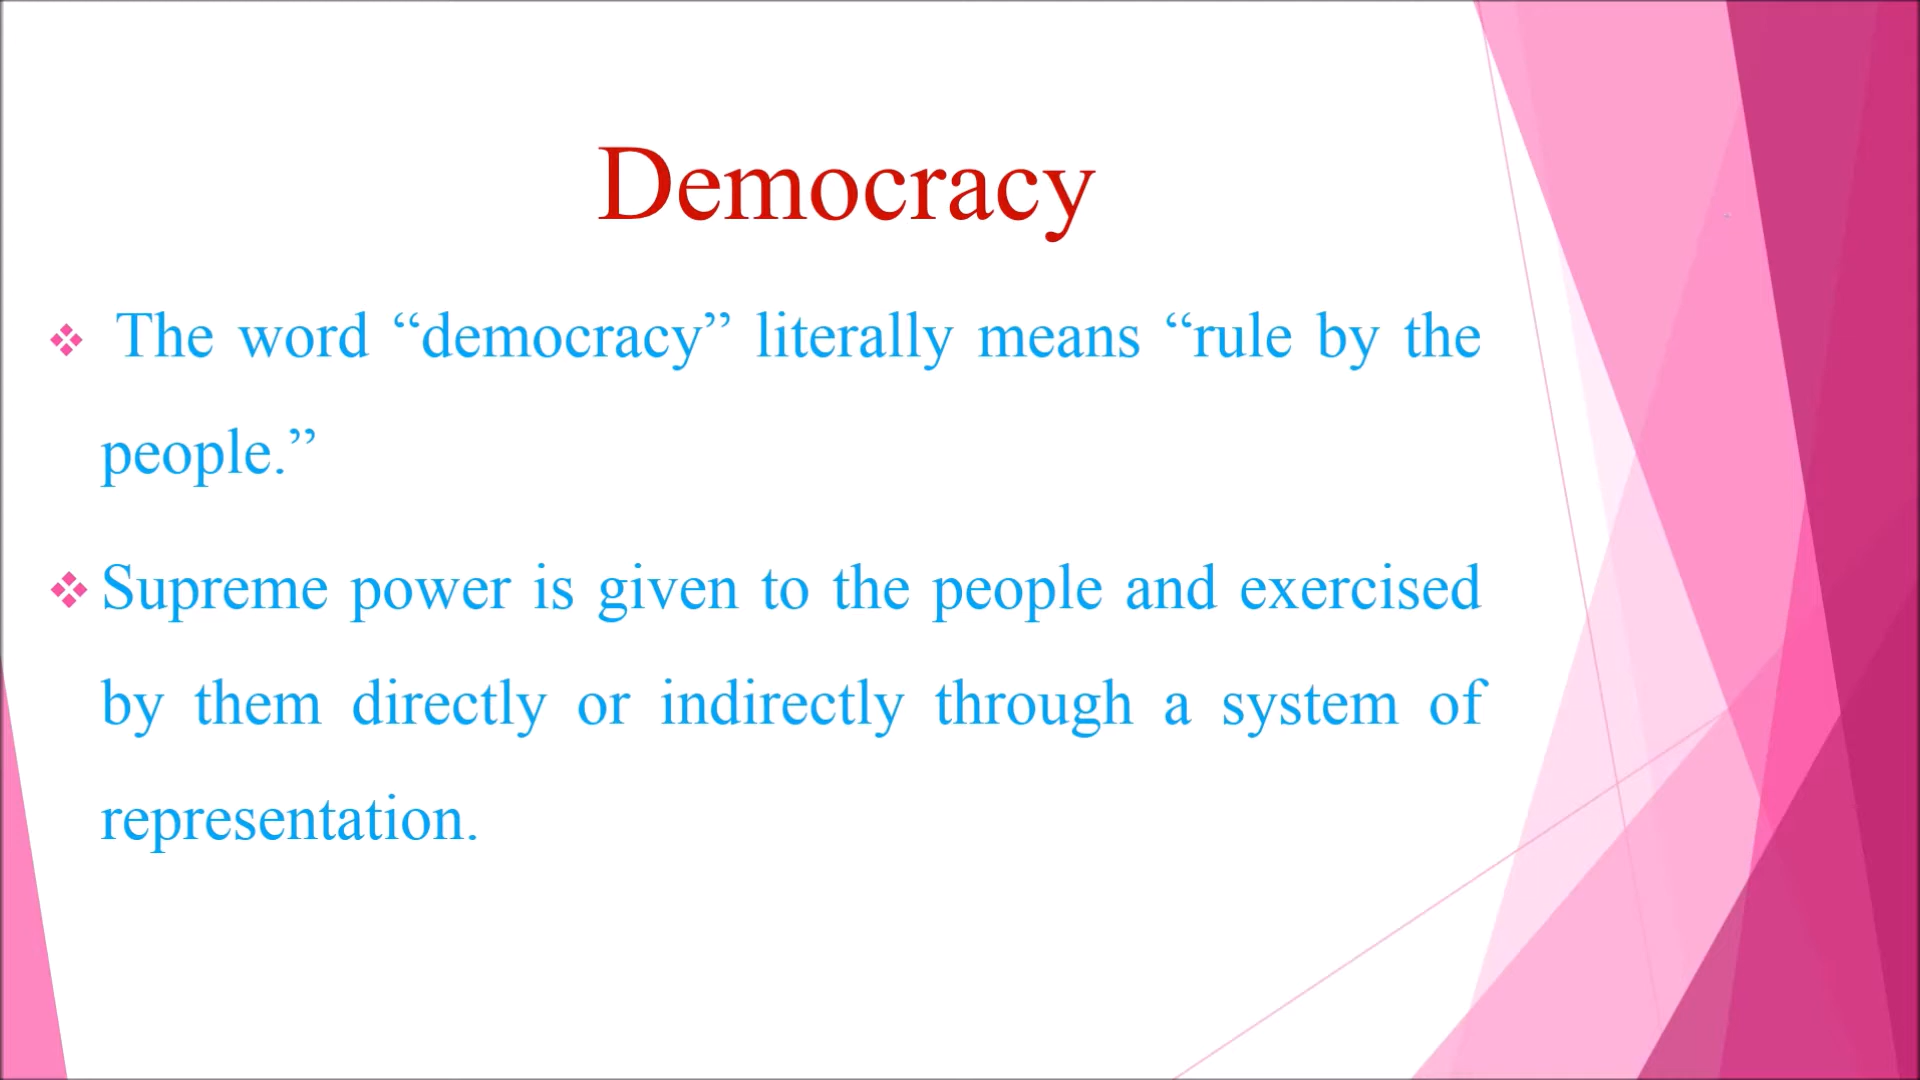 Democracy
The word “democracy” literally means “rule by the
people.”
Supreme power is given to the people and exercised
by them directly or indirectly through a system of
representation.